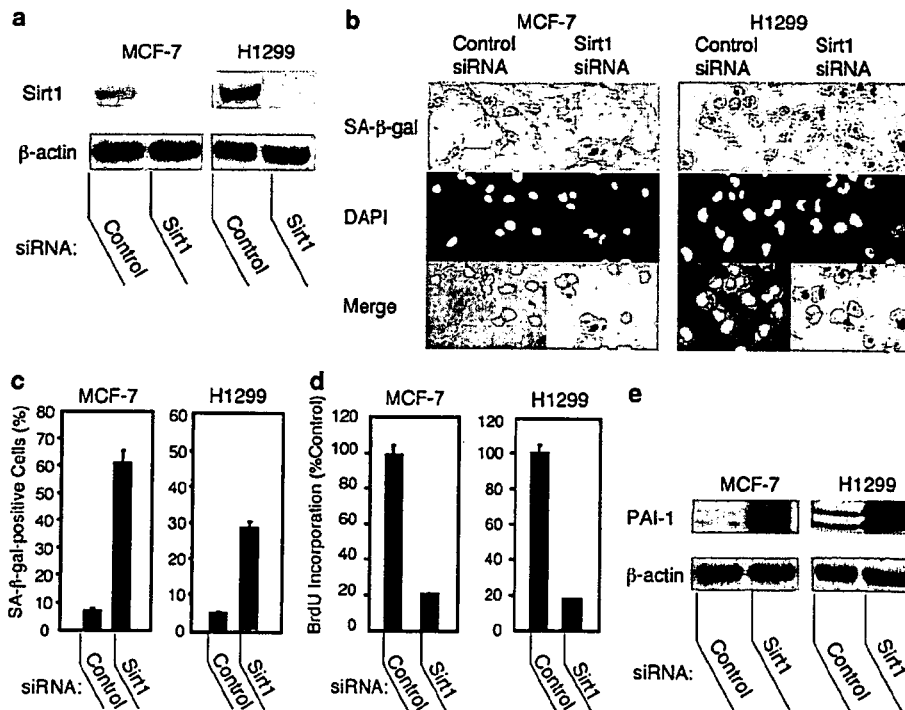 a
MCF-7 H1299
Sirt1
β-actin
siRNA: Control Sirt1 Control Sirt1
b
MCF-7 H1299
Control siRNA Sirt1 siRNA Control siRNA Sirt1 siRNA
SA-β-gal
DAPI
Merge
c
MCF-7 H1299
SA-β-gal-positive Cells (%)
80 70 60 50 40 30 20 10 0
60 50 40 30 20 10 0
siRNA: Control Sirt1 Control Sirt1
d
MCF-7 H1299
BrdU Incorporation (%Control)
120 100 80 60 40 20 0
120 100 80 60 40 20 0
siRNA: Control Sirt1 Control Sirt1
e
MCF-7 H1299
PAI-1
β-actin
siRNA: Control Sirt1 Control Sirt1